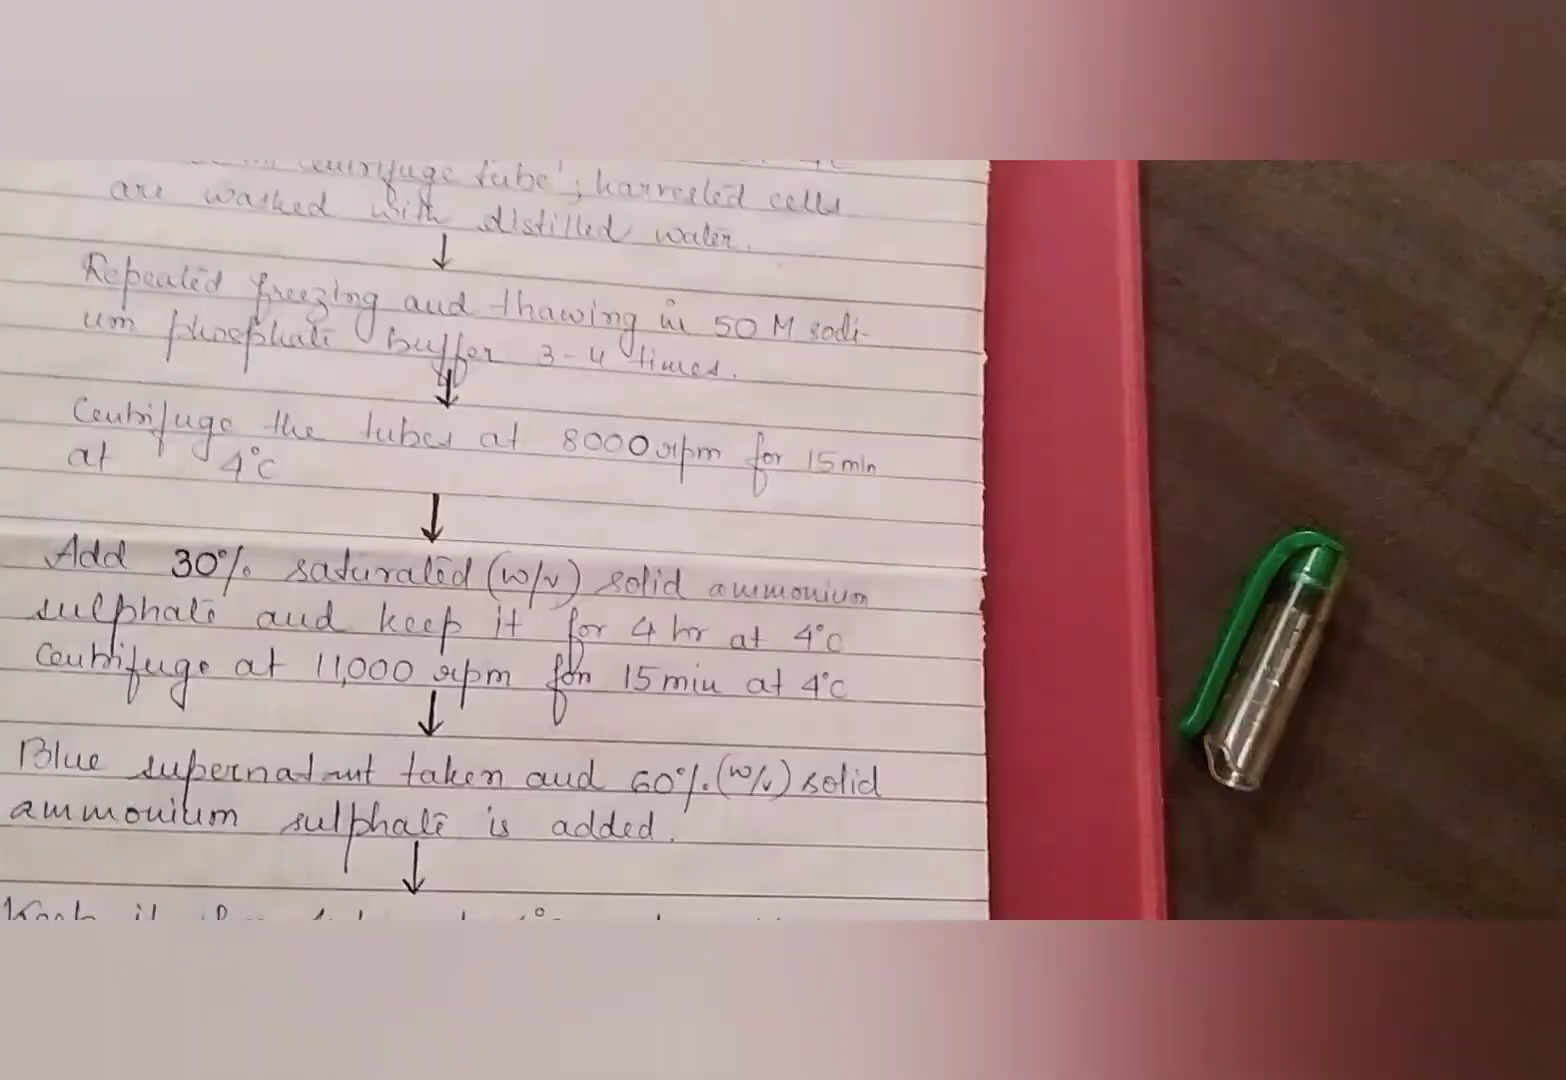 centrifuge tube', harvested cells
are washed with distilled water.
Repeated freezing and thawing in 50 M sodi-
um phosphate buffer 3-4 times.
Centrifuge the tubes at 8000 rpm for 15 min
at 4°C
Add 30% saturated (w/v) solid ammonium
sulphate and keep it for 4 hr at 4°C
Centrifuge at 11,000 rpm for 15 min at 4°C
Blue supernatant taken and 60% (w/v) solid
ammonium sulphate is added.